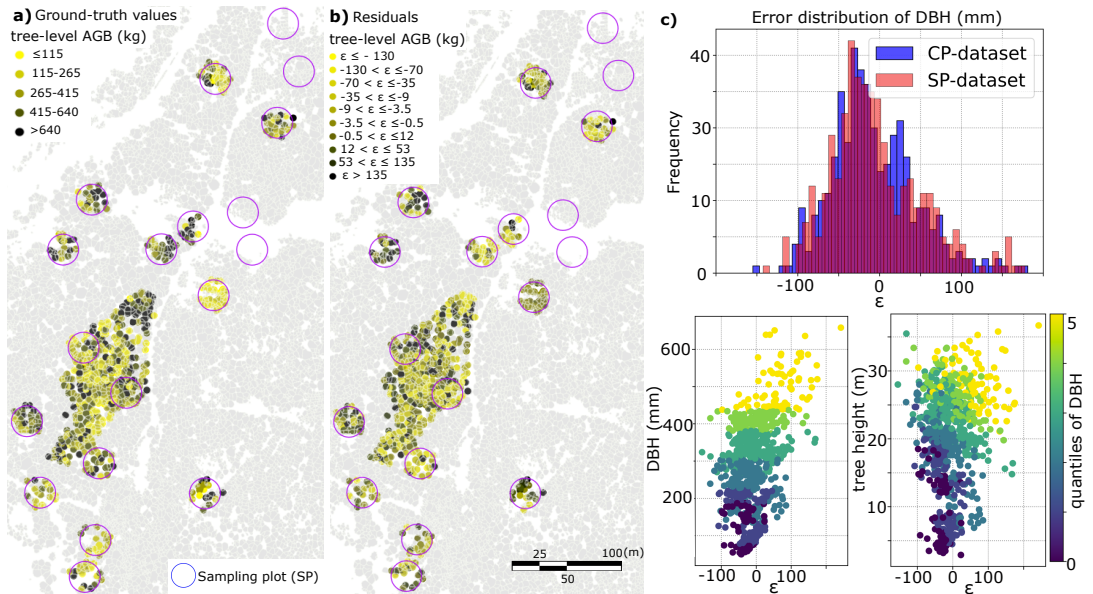 a) Ground-truth values
tree-level AGB (kg)
≤115
115-265
265-415
415-640
>640
b) Residuals
tree-level AGB (kg)
ε ≤ - 130
-130 < ε ≤-70
-70 < ε ≤-35
-35 < ε ≤-9
-9 < ε ≤-3.5
-3.5 < ε ≤-0.5
-0.5 < ε ≤12
12 < ε ≤53
53 < ε ≤ 135
ε > 135
Sampling plot (SP)
25 100 (m)
50
c) Error distribution of DBH (mm)
CP-dataset
SP-dataset
Frequency
40
30
20
10
0
-100 0 100
ε
DBH (mm)
600
400
200
-100 0 100
ε
tree height (m)
30
20
10
-100 0 100
ε
5
quantiles of DBH
0